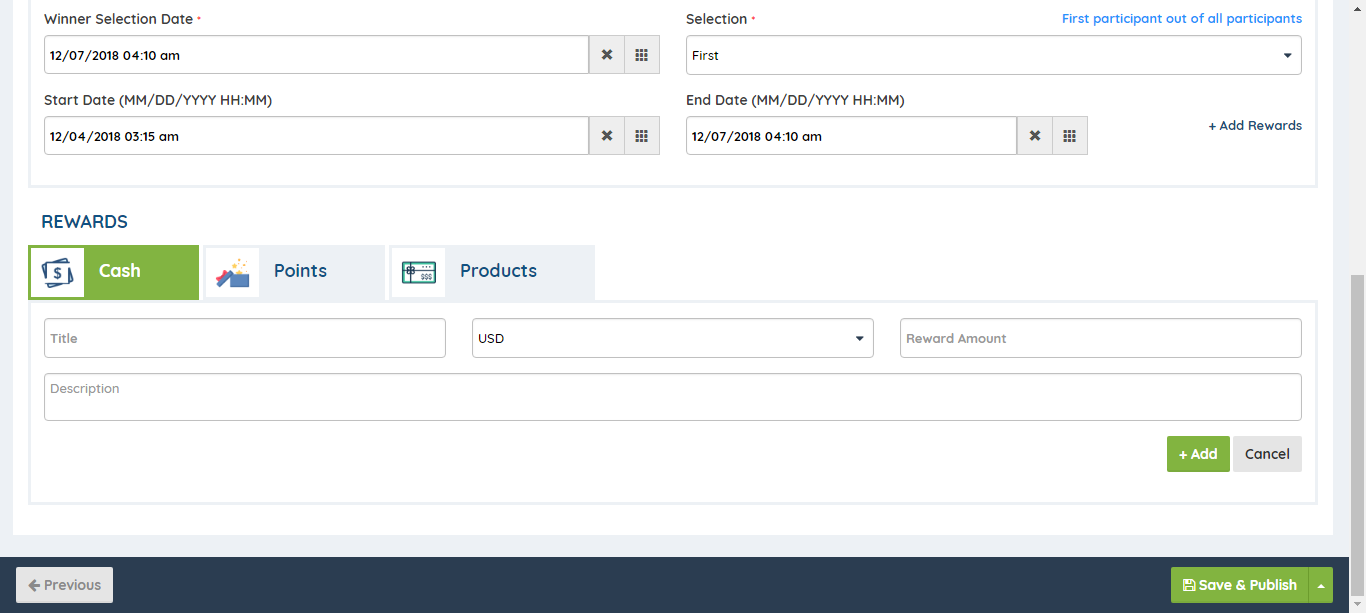 Winner Selection Date *
Selection *
First participant out of all participants
12/07/2018 04:10 am
First
Start Date (MM/DD/YYYY HH:MM)
End Date (MM/DD/YYYY HH:MM)
12/04/2018 03:15 am
12/07/2018 04:10 am
+ Add Rewards
REWARDS
Cash
Points
Products
Title
USD
Reward Amount
Description
+ Add
Cancel
Previous
Save & Publish